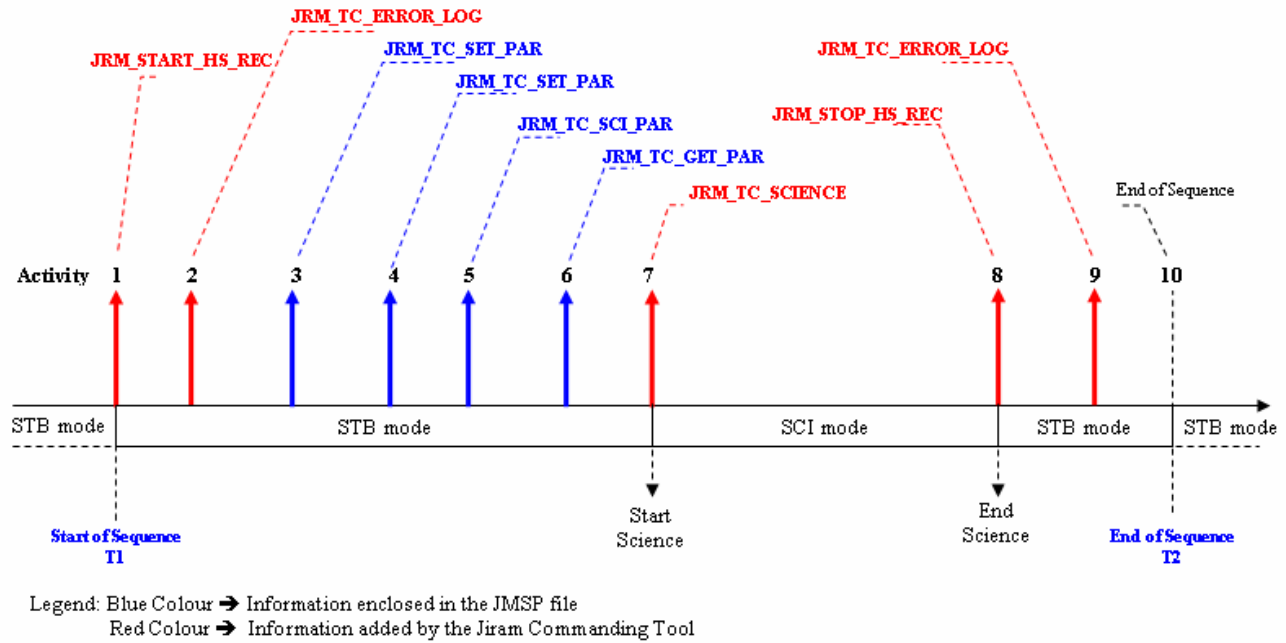 JRM_TC_ERROR_LOG
JRM_START_HS_REC
JRM_TC_SET_PAR
JRM_TC_SET_PAR
JRM_TC_SCI_PAR
JRM_TC_GET_PAR
JRM_TC_SCIENCE
JRM_TC_ERROR_LOG
JRM_STOP_HS_REC
End of Sequence
Activity 1 2 3 4 5 6 7 8 9 10
STB mode STB mode SCI mode STB mode STB mode
Start of Sequence
T1
Start
Science
End
Science
End of Sequence
T2
Legend: Blue Colour ➔ Information enclosed in the JMSP file
Red Colour ➔ Information added by the Jiram Commanding Tool